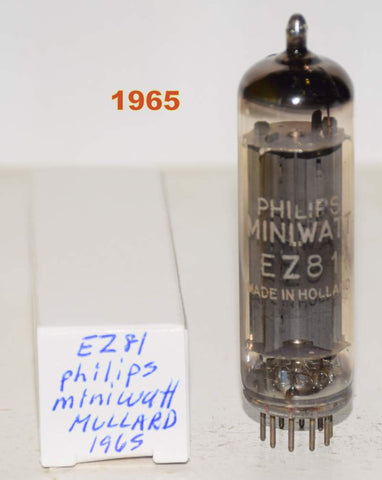 1965
PHILIPS
MINIWATT
EZ81
MADE IN HOLLAND
EZ81
philips
miniwatt
MULLARD
1965